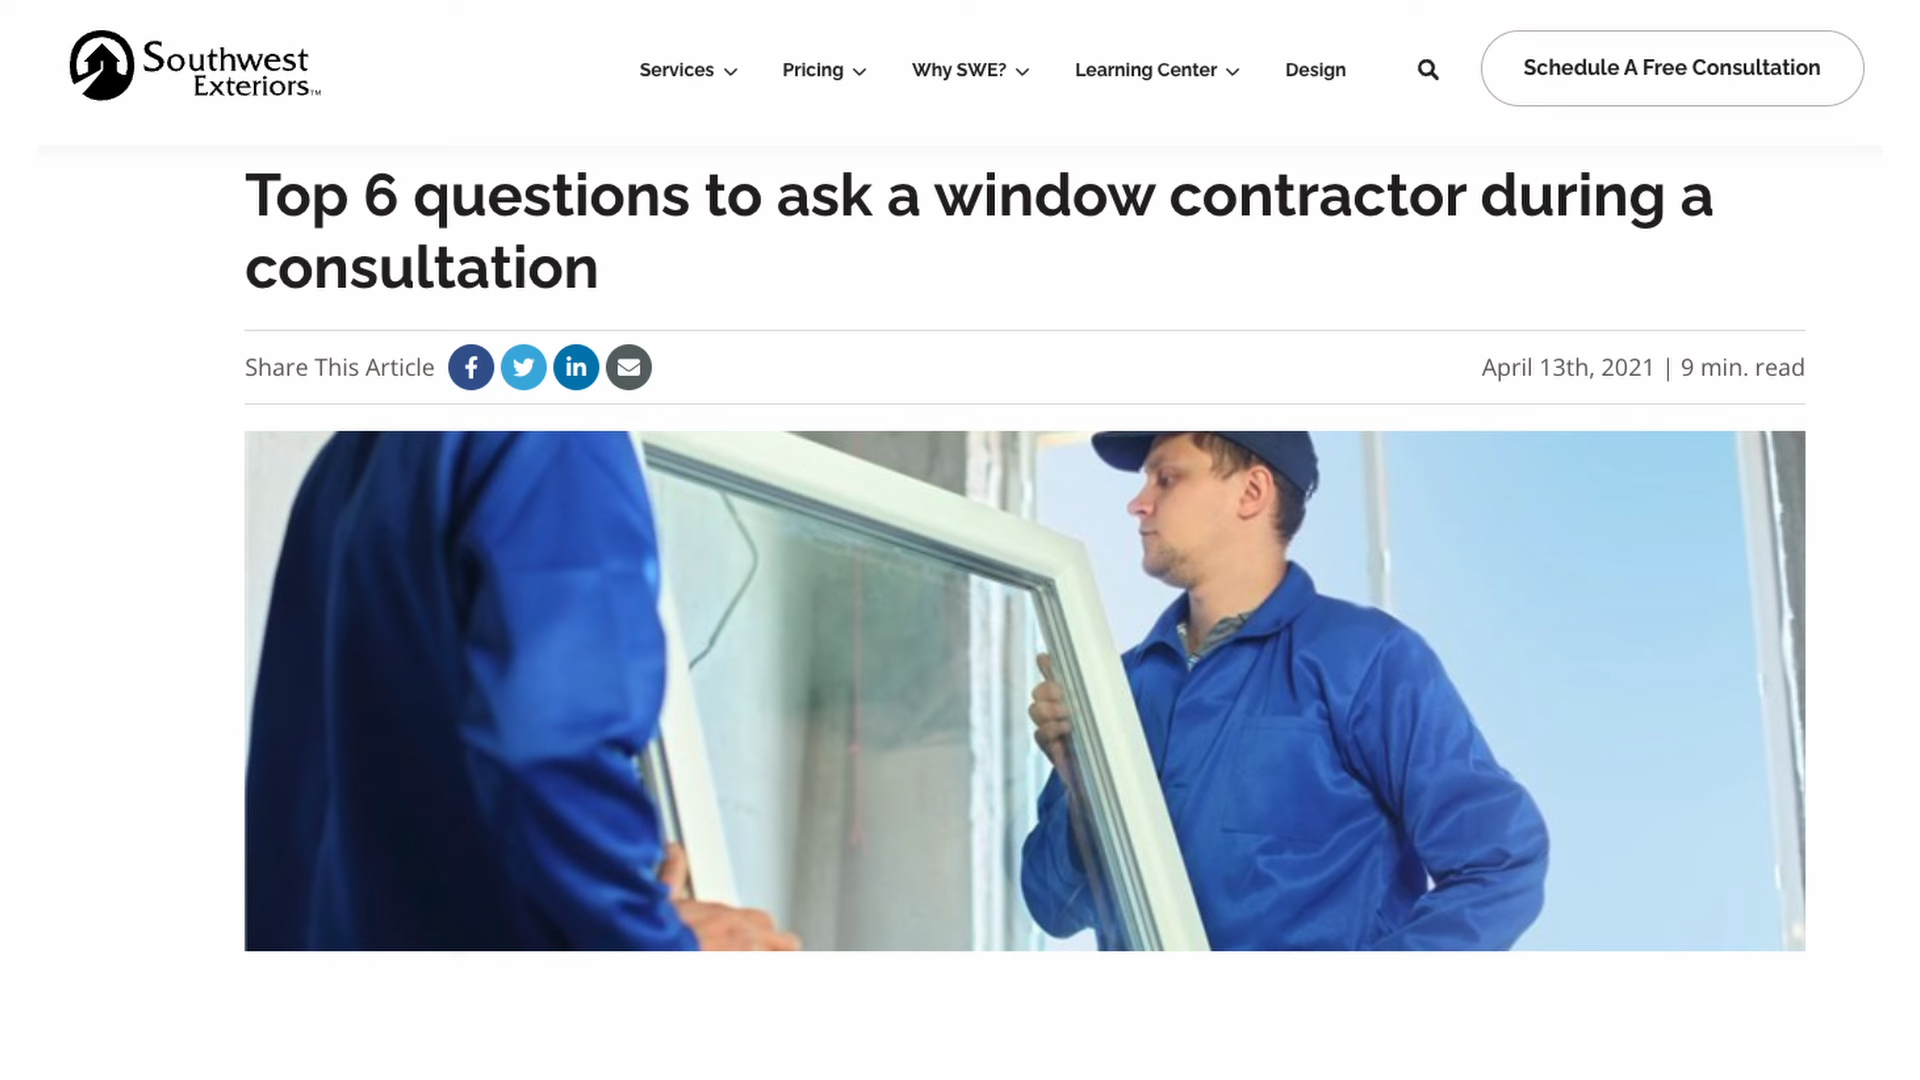 Southwest
Exteriors™
Services
Pricing
Why SWE?
Learning Center
Design
Schedule A Free Consultation
Top 6 questions to ask a window contractor during a
consultation
Share This Article
April 13th, 2021 | 9 min. read